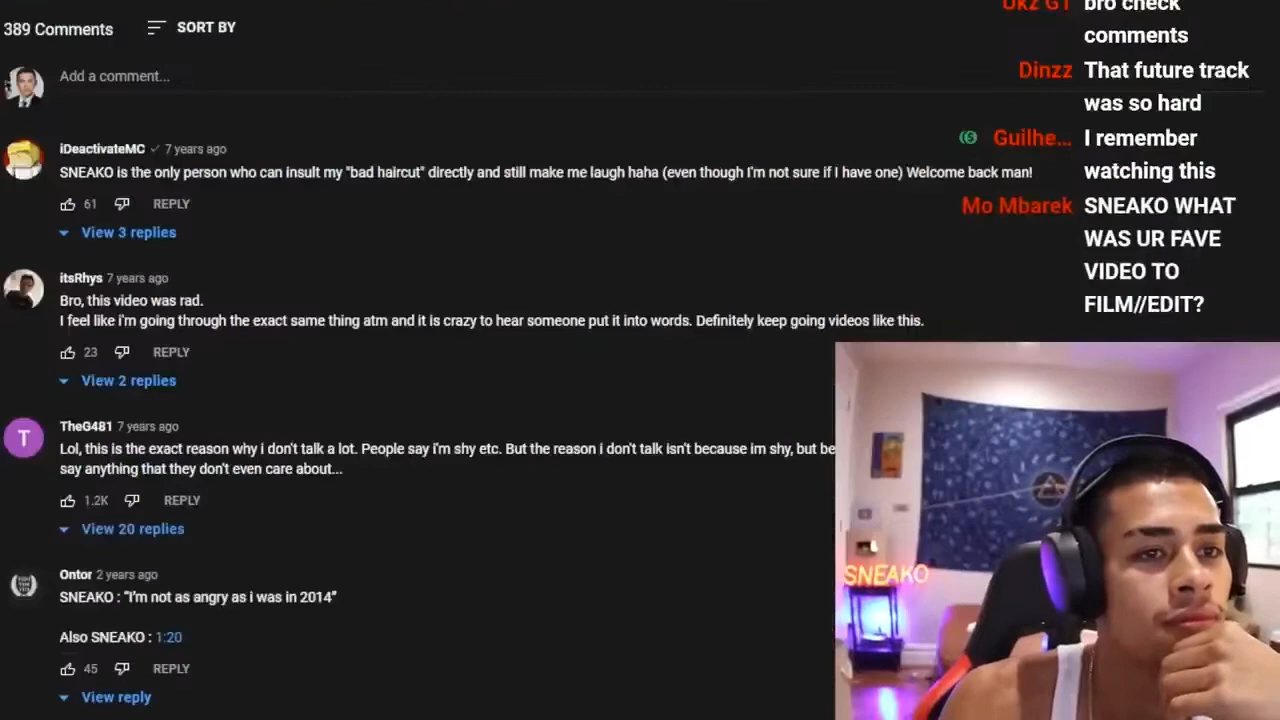 389 Comments
SORT BY
Add a comment...
iDeactivateMC 7 years ago
SNEAKO is the only person who can insult my "bad haircut" directly and still make me laugh haha (even though I'm not sure if I have one) Welcome back man!
61 REPLY
View 3 replies
itsRhys 7 years ago
Bro, this video was rad.
I feel like i'm going through the exact same thing atm and it is crazy to hear someone put it into words. Definitely keep going videos like this.
23 REPLY
View 2 replies
TheG481 7 years ago
Lol, this is the exact reason why i don't talk a lot. People say i'm shy etc. But the reason i don't talk isn't because im shy, but be
say anything that they don't even care about...
1.2K REPLY
View 20 replies
Ontor 2 years ago
SNEAKO : "I'm not as angry as i was in 2014"
Also SNEAKO : 1:20
45 REPLY
View reply
Ukz GT bro check
comments
Dinzz That future track
was so hard
Guilhe... I remember
watching this
Mo Mbarek SNEAKO WHAT
WAS UR FAVE
VIDEO TO
FILM//EDIT?
SNEAKO